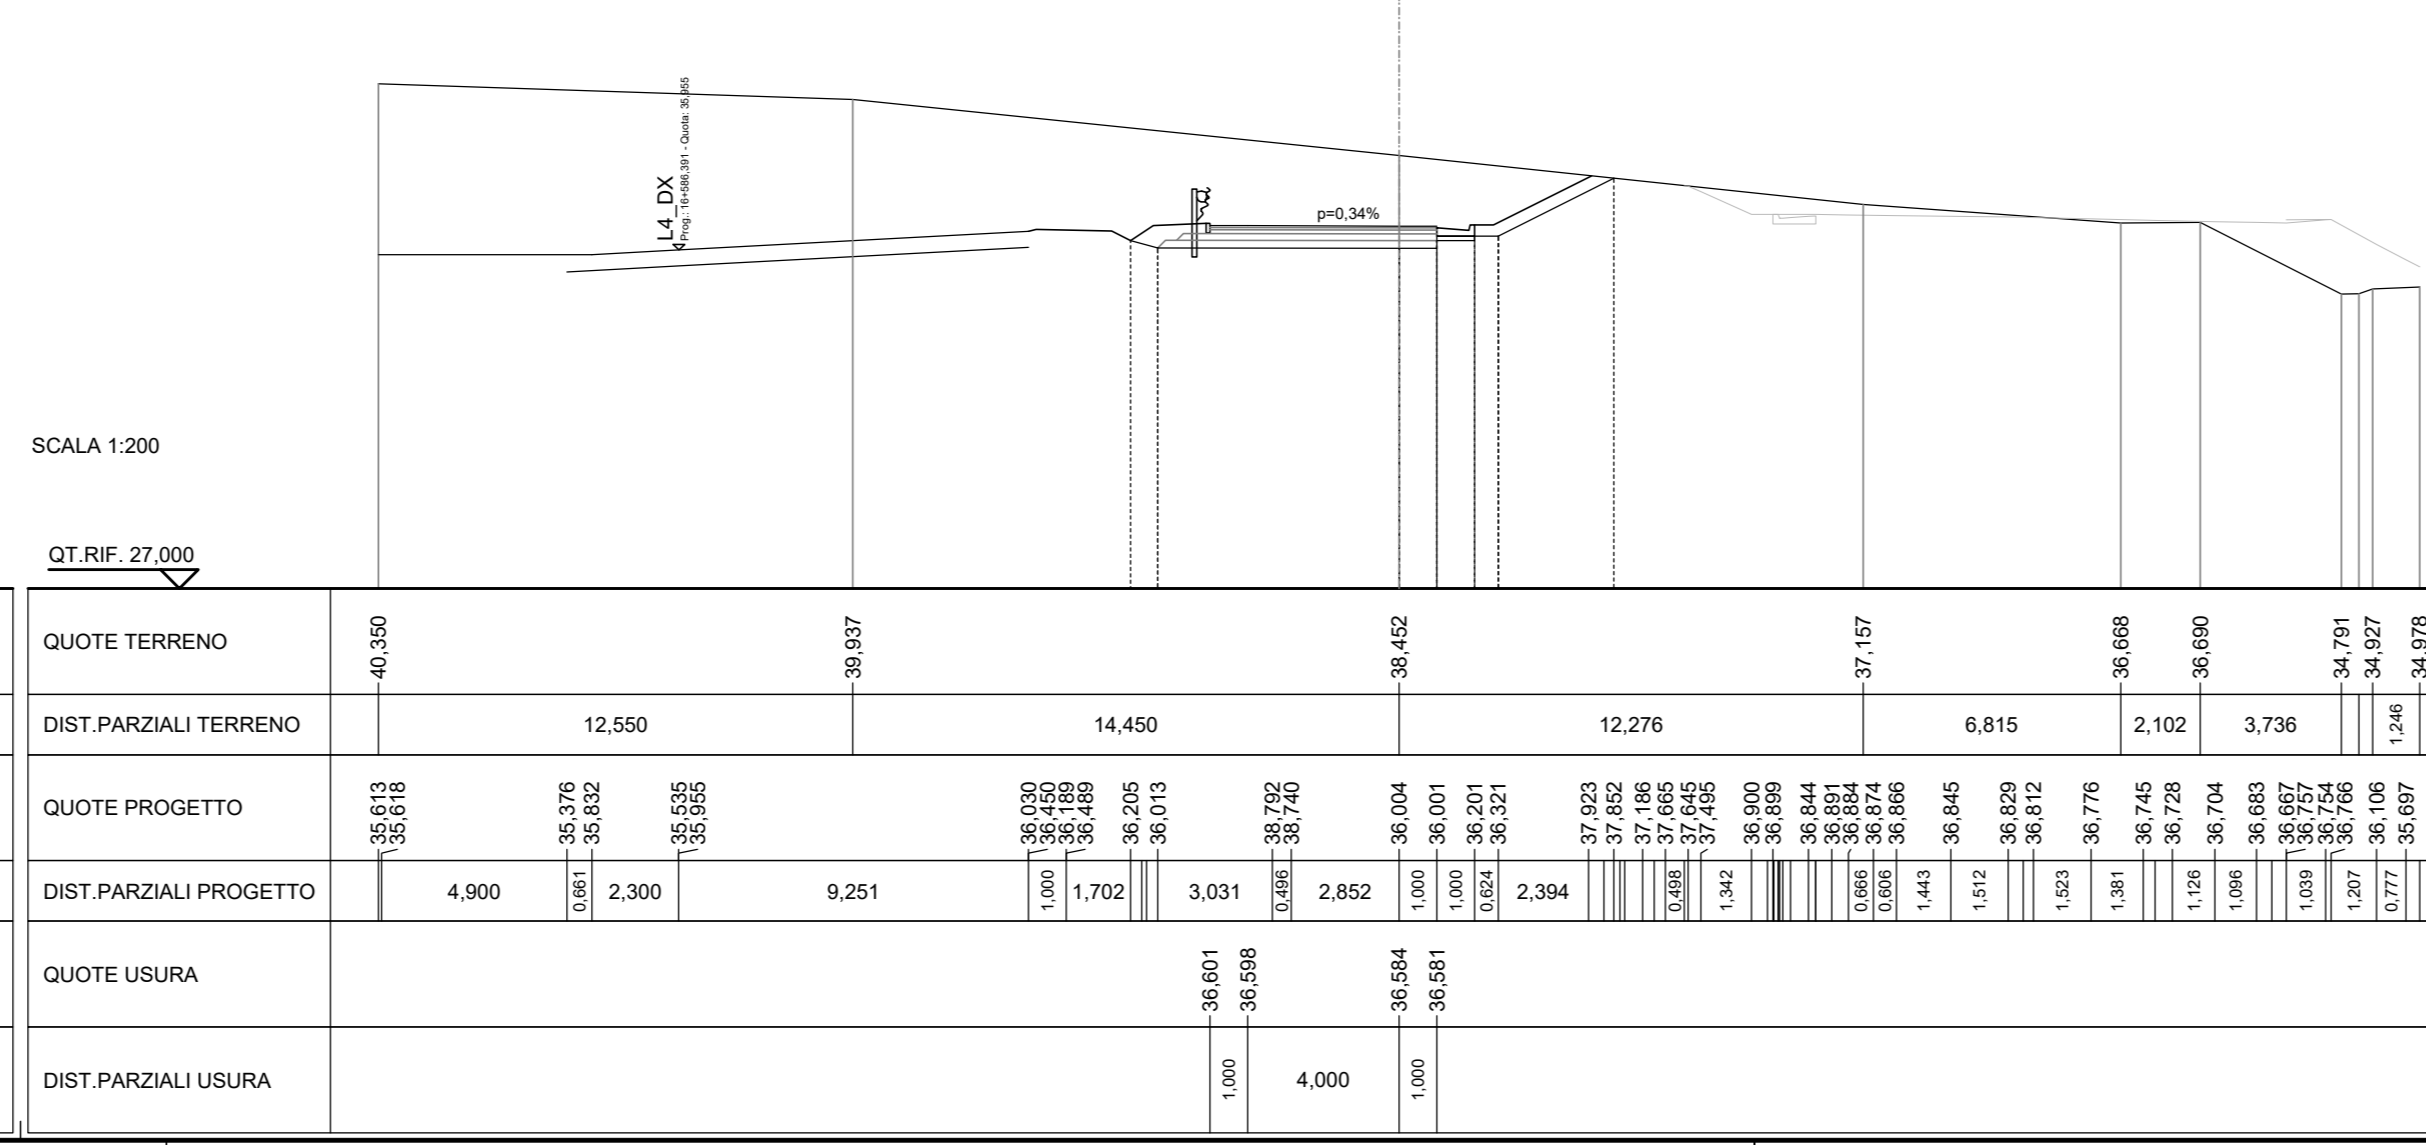 L4_DX
Prog.: 16+586,391 - Quota: 35,955
p=0,34%
SCALA 1:200
QT.RIF. 27,000
QUOTE TERRENO
40,350 39,937 38,452 37,157 36,668 36,690 34,791 34,927 34,978
DIST.PARZIALI TERRENO
12,550 14,450 12,276 6,815 2,102 3,736 1,246
QUOTE PROGETTO
35,613 35,618 35,376 35,832 35,535 35,955 36,030 36,450 36,189 36,489 36,205 36,013 38,792 38,740 36,004 36,001 36,201 36,321 37,923 37,852 37,186 37,665 37,645 37,495 36,900 36,899 36,844 36,891 36,884 36,874 36,866 36,845 36,829 36,812 36,776 36,745 36,728 36,704 36,683 36,667 36,757 36,754 36,766 36,106 35,697
DIST.PARZIALI PROGETTO
4,900 0,661 2,300 9,251 1,000 1,702 3,031 0,496 2,852 1,000 1,000 0,624 2,394 0,498 1,342 0,666 0,606 1,443 1,512 1,523 1,381 1,126 1,096 1,039 1,207 0,777
QUOTE USURA
36,601 36,598 36,584 36,581
DIST.PARZIALI USURA
1,000 4,000 1,000